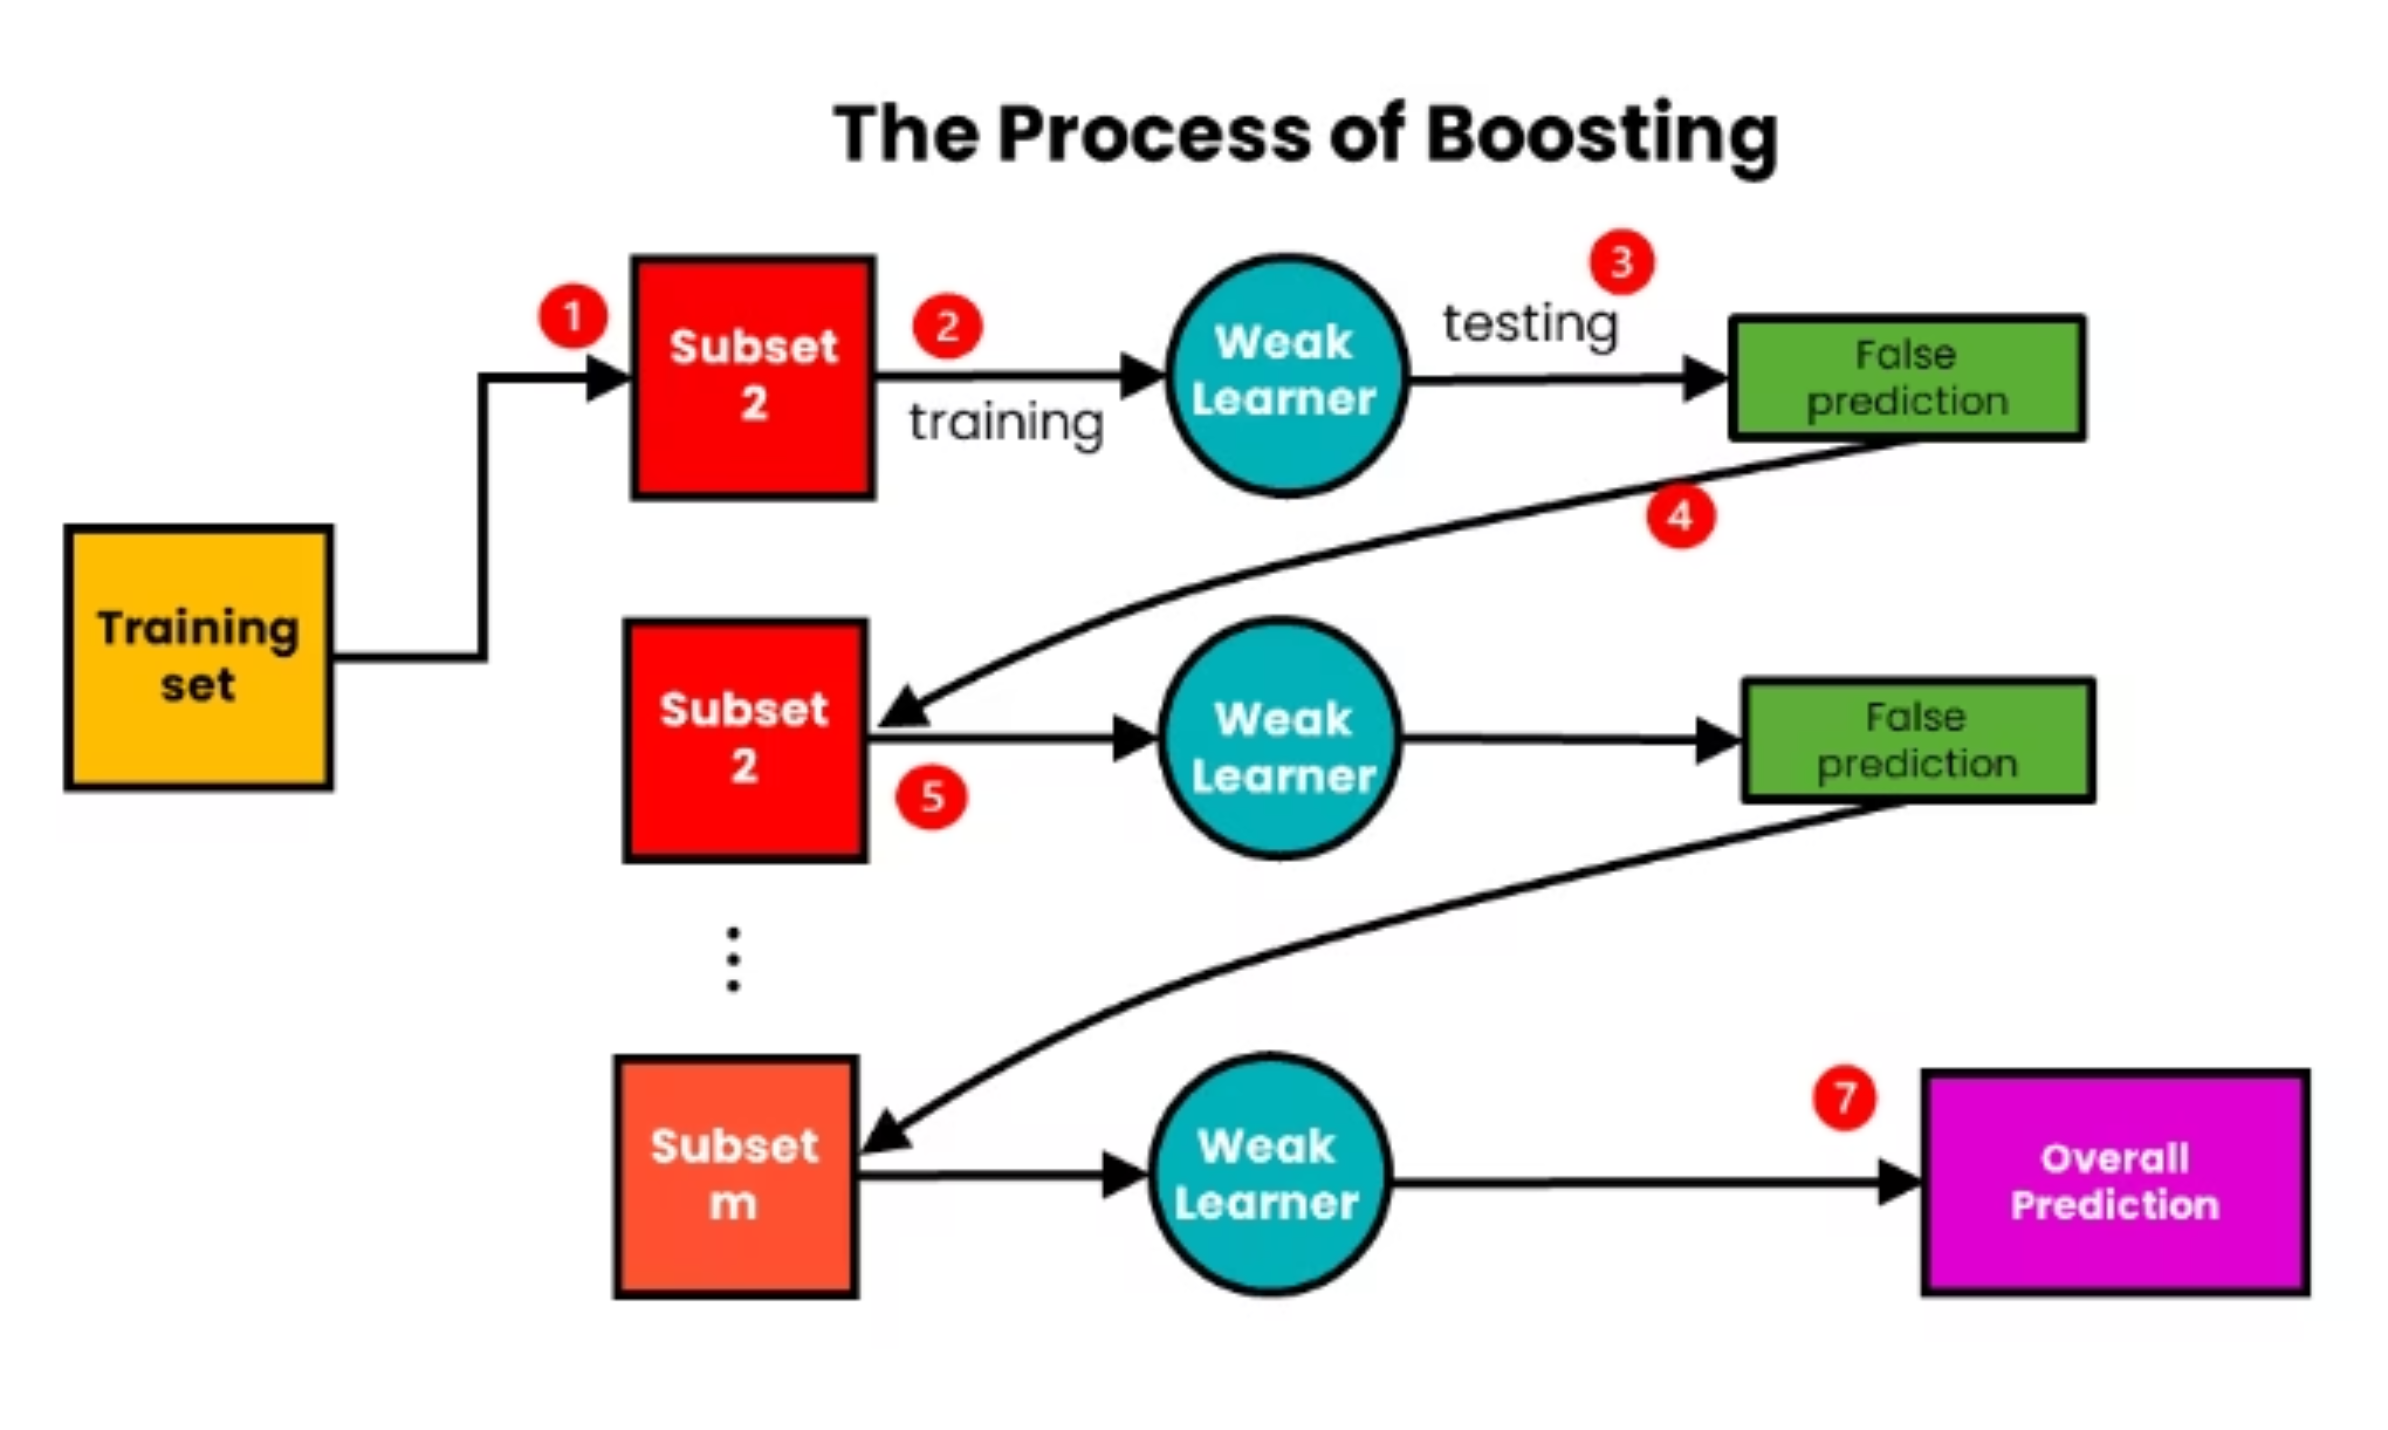 The Process of Boosting
1
Subset
2
2
training
Weak
Learner
testing
3
False
prediction
4
Training
set
Subset
2
5
Weak
Learner
False
prediction
Subset
m
Weak
Learner
7
Overall
Prediction